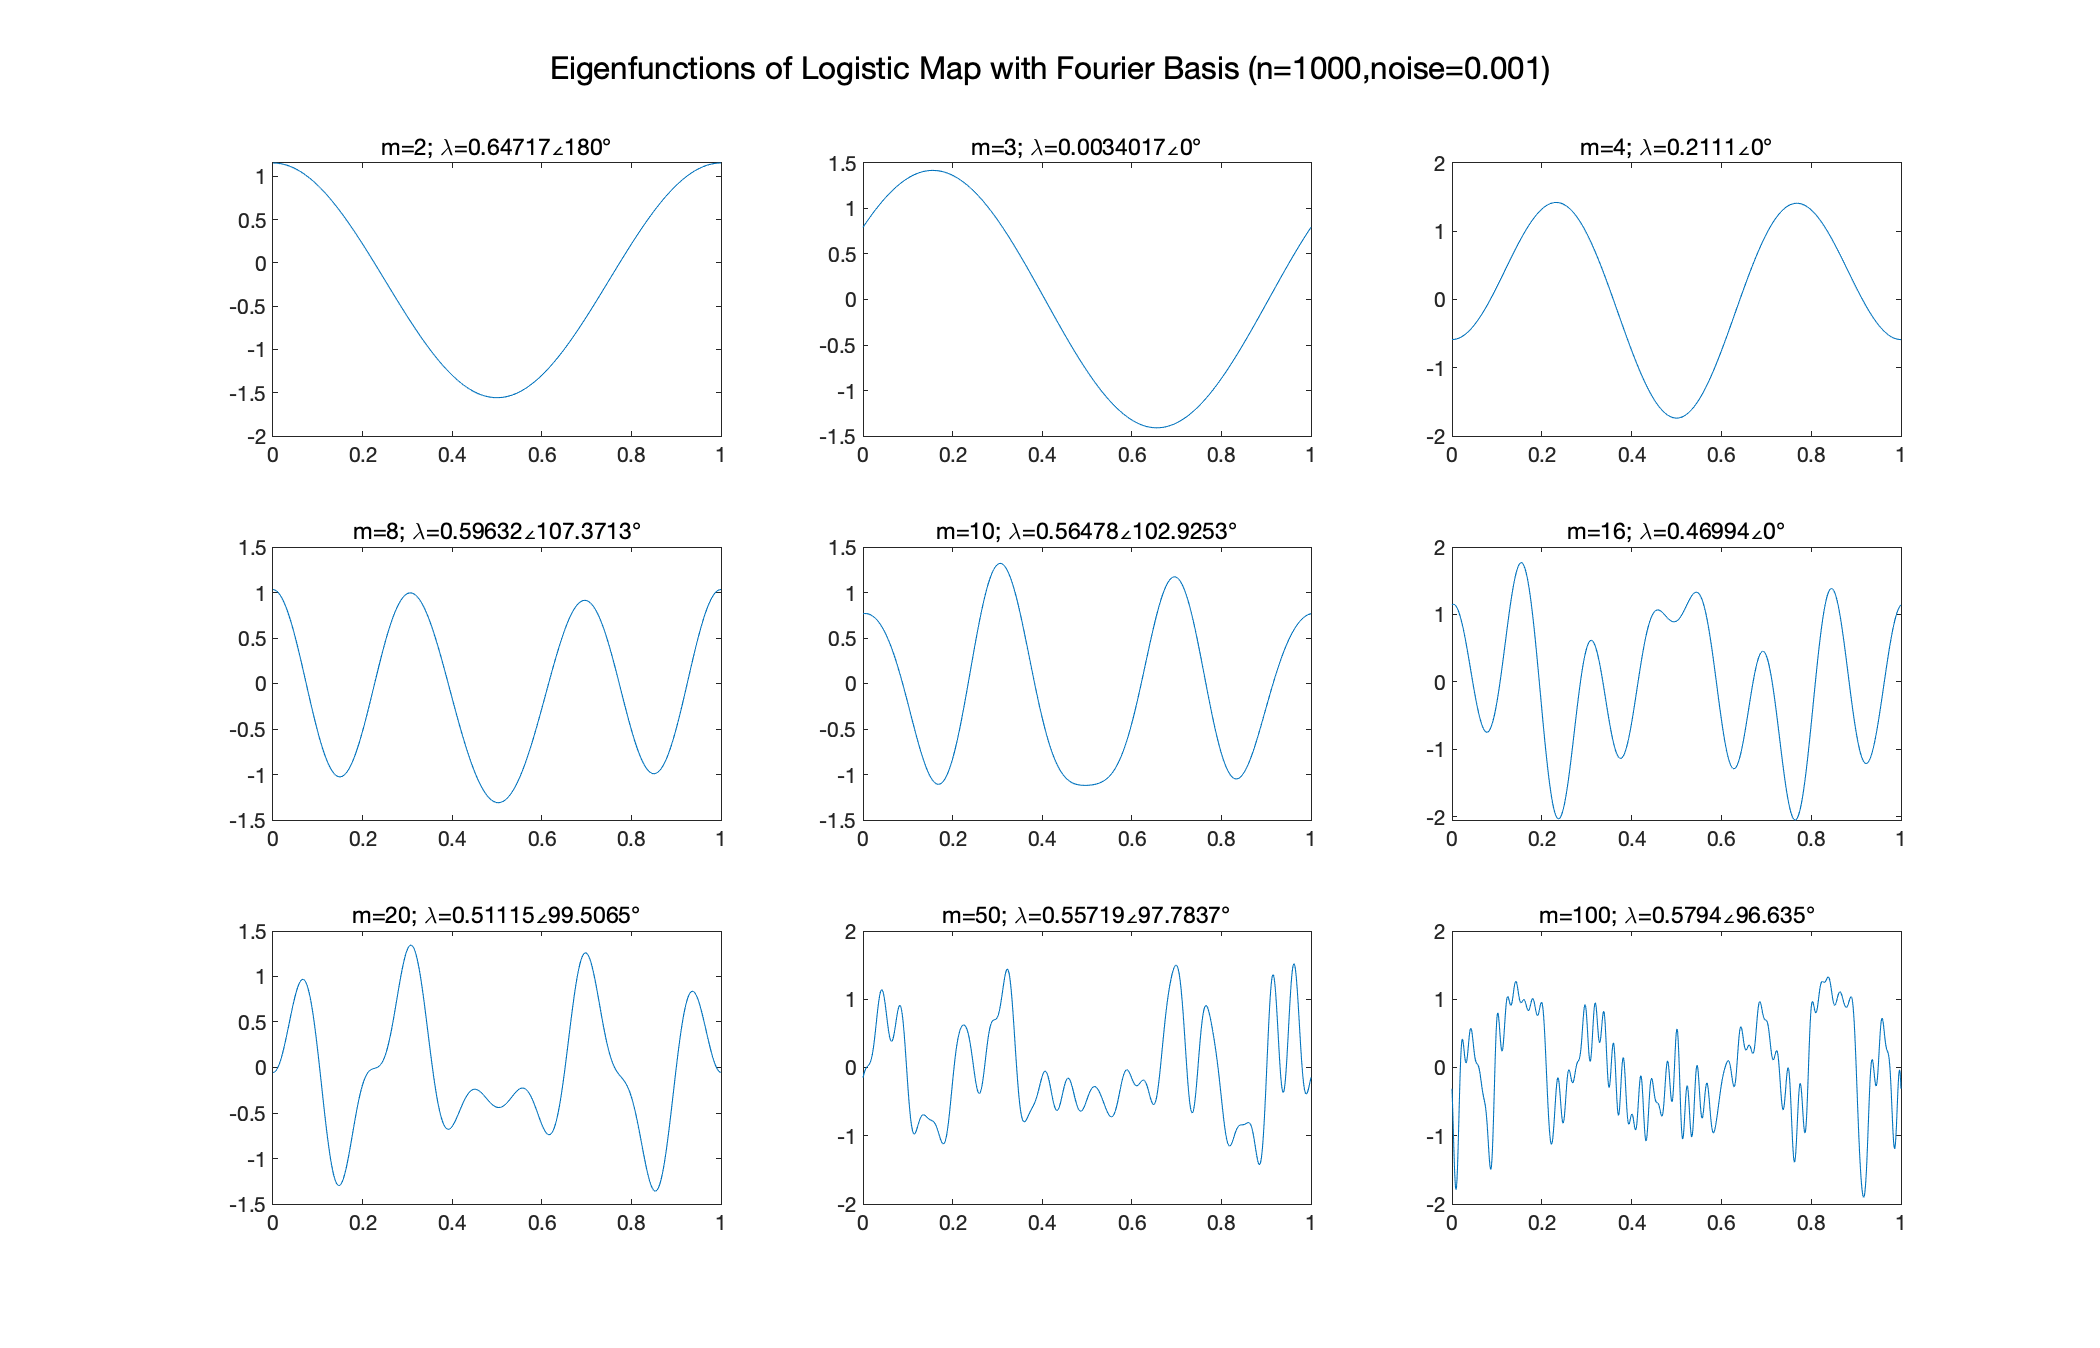 Eigenfunctions of Logistic Map with Fourier Basis (n=1000,noise=0.001)
m=2; λ=0.64717∠180°
1
0.5
0
-0.5
-1
-1.5
-2
0 0.2 0.4 0.6 0.8 1
m=3; λ=0.0034017∠0°
1.5
1
0.5
0
-0.5
-1
-1.5
0 0.2 0.4 0.6 0.8 1
m=4; λ=0.2111∠0°
2
1
0
-1
-2
0 0.2 0.4 0.6 0.8 1
m=8; λ=0.59632∠107.3713°
1.5
1
0.5
0
-0.5
-1
-1.5
0 0.2 0.4 0.6 0.8 1
m=10; λ=0.56478∠102.9253°
1.5
1
0.5
0
-0.5
-1
-1.5
0 0.2 0.4 0.6 0.8 1
m=16; λ=0.46994∠0°
2
1
0
-1
-2
0 0.2 0.4 0.6 0.8 1
m=20; λ=0.51115∠99.5065°
1.5
1
0.5
0
-0.5
-1
-1.5
0 0.2 0.4 0.6 0.8 1
m=50; λ=0.55719∠97.7837°
2
1
0
-1
-2
0 0.2 0.4 0.6 0.8 1
m=100; λ=0.5794∠96.635°
2
1
0
-1
-2
0 0.2 0.4 0.6 0.8 1